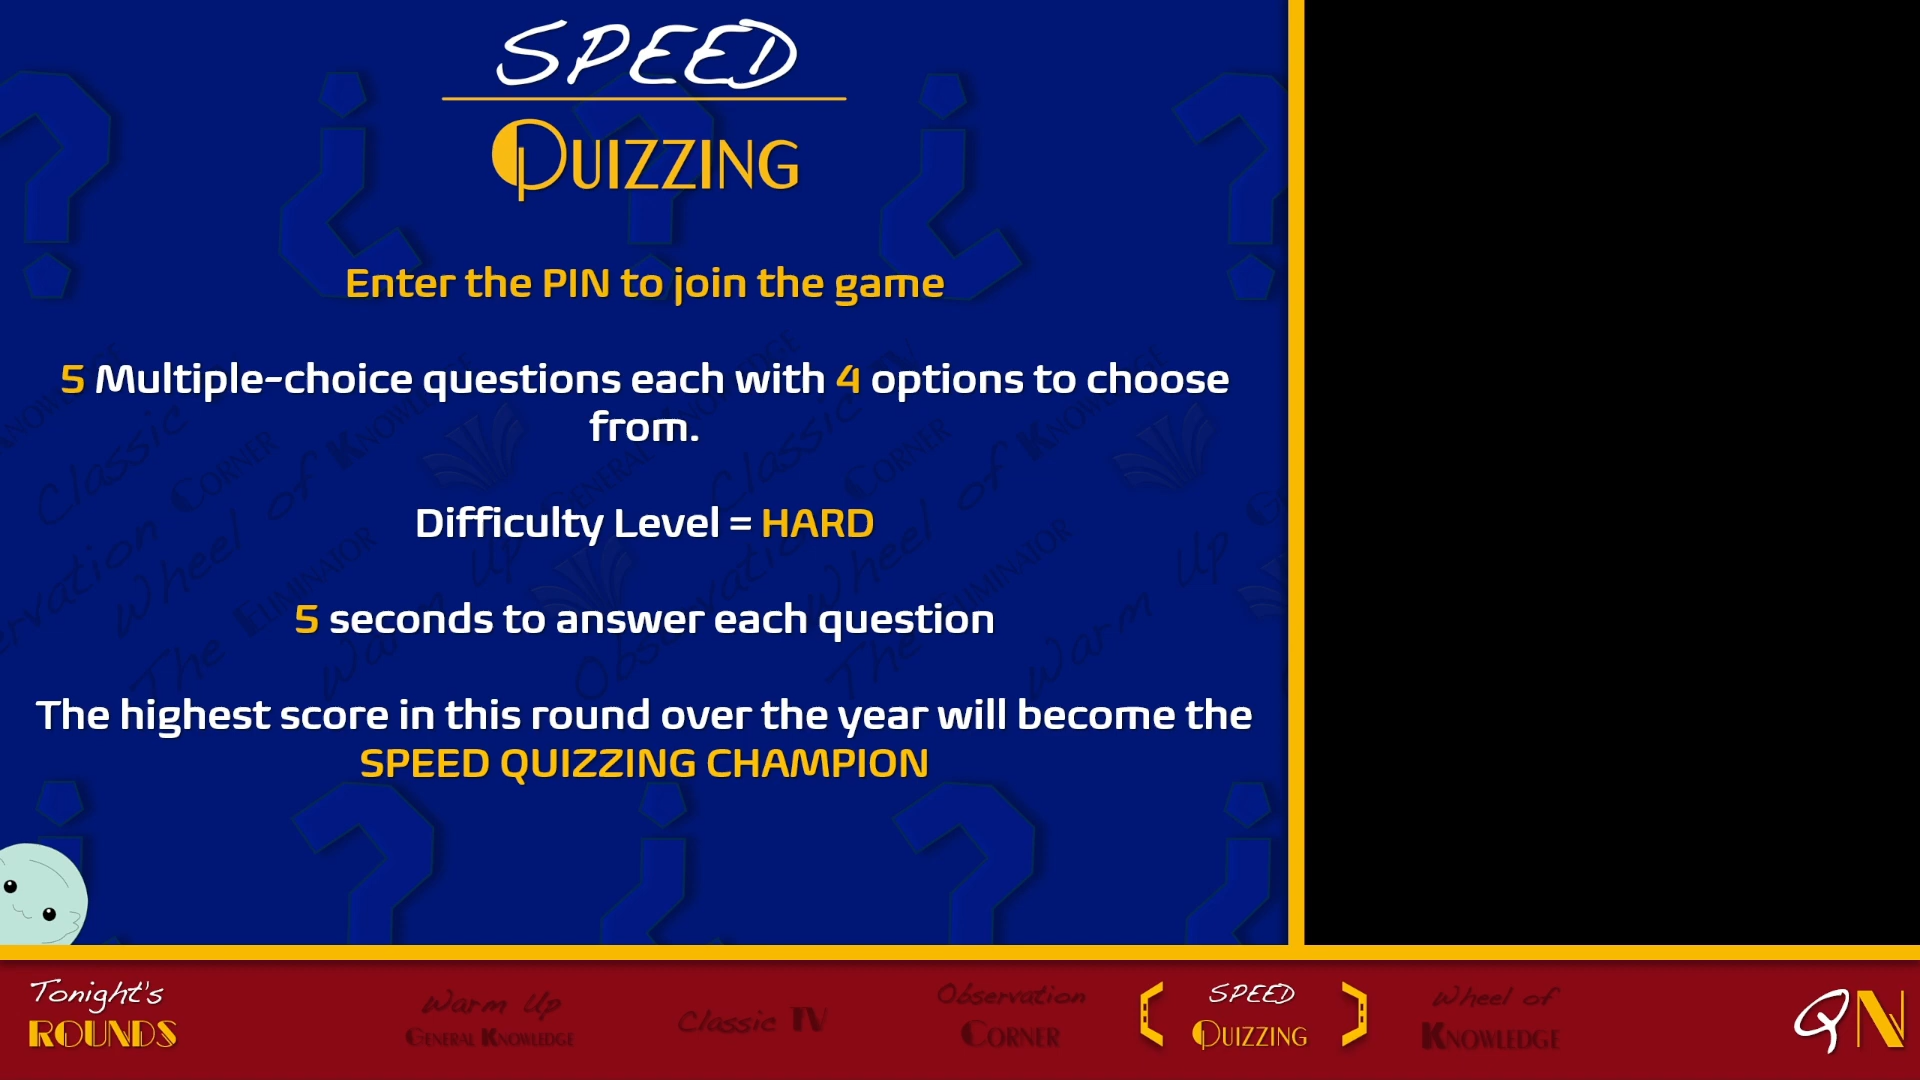 SPEED
QUIZZING
Enter the PIN to join the game
5 Multiple-choice questions each with 4 options to choose
from.
Difficulty Level = HARD
5 seconds to answer each question
The highest score in this round over the year will become the
SPEED QUIZZING CHAMPION
Tonight's
ROUNDS
Warm Up
GENERAL KNOWLEDGE
Classic TV
Observation
CORNER
SPEED
QUIZZING
Wheel of
KNOWLEDGE
QN